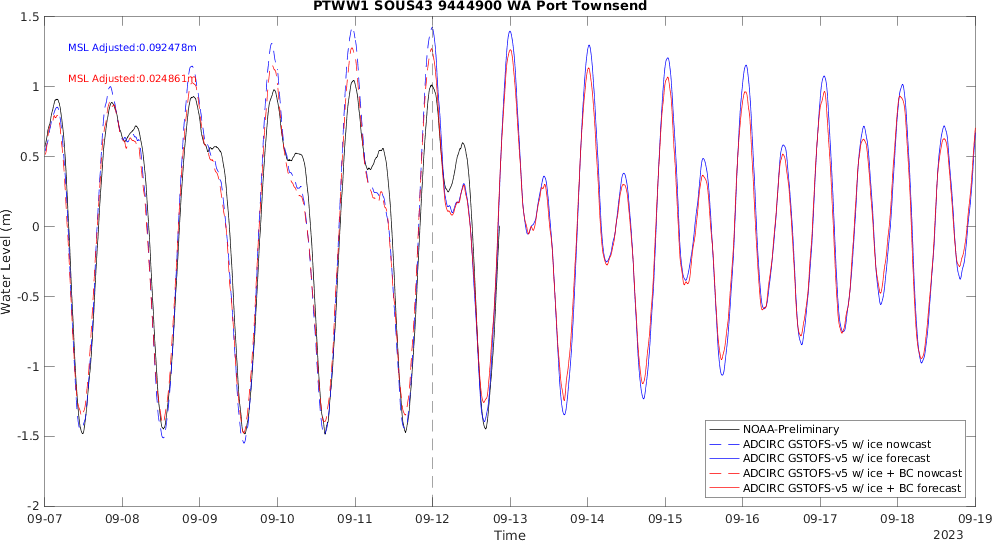 PTWW1 SOUS43 9444900 WA Port Townsend
1.5
1
0.5
0
-0.5
-1
-1.5
-2
Water Level (m)
MSL Adjusted:0.092478m
MSL Adjusted:0.024861m
NOAA-Preliminary
ADCIRC GSTOFS-v5 w/ ice nowcast
ADCIRC GSTOFS-v5 w/ ice forecast
ADCIRC GSTOFS-v5 w/ ice + BC nowcast
ADCIRC GSTOFS-v5 w/ ice + BC forecast
09-07 09-08 09-09 09-10 09-11 09-12 09-13 09-14 09-15 09-16 09-17 09-18 09-19
Time
2023